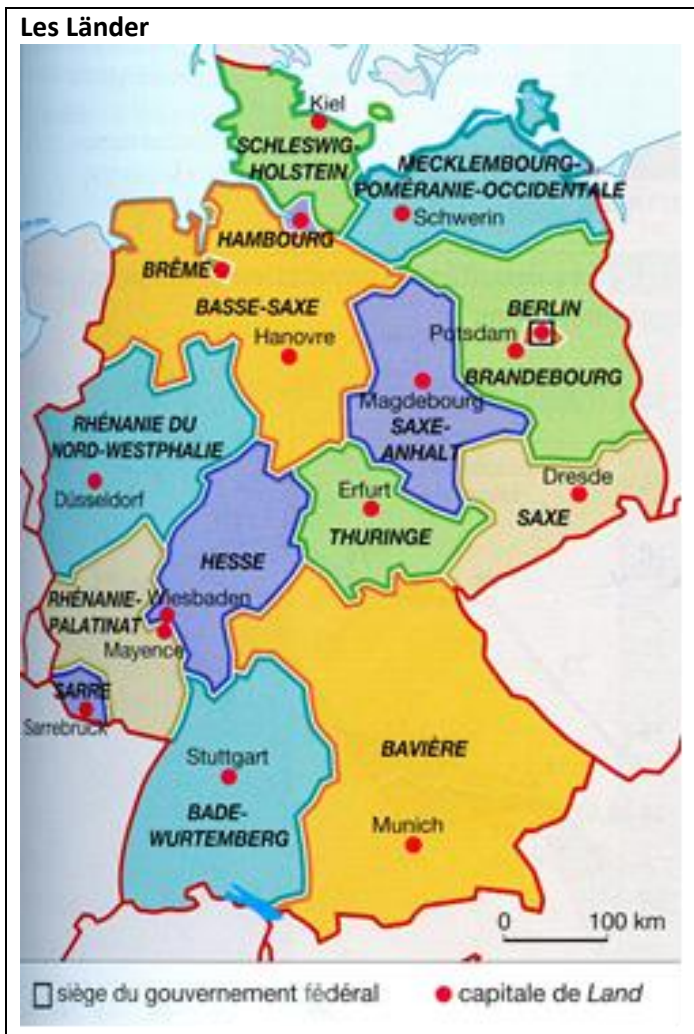 Les Länder
Kiel
SCHLESWIG-
HOLSTEIN
MECKLEMBOURG-
POMÉRANIE-OCCIDENTALE
Schwerin
HAMBOURG
BRÊME
BASSE-SAXE
Hanovre
BERLIN
Potsdam
BRANDEBOURG
Magdebourg
SAXE-
ANHALT
RHÉNANIE DU
NORD-WESTPHALIE
Düsseldorf
Erfurt
THURINGE
Dresde
SAXE
HESSE
RHÉNANIE-
PALATINAT
Wiesbaden
Mayence
SARRE
Sarrebruck
Stuttgart
BADE-
WURTEMBERG
BAVIÈRE
Munich
0 100 km
siège du gouvernement fédéral
capitale de Land